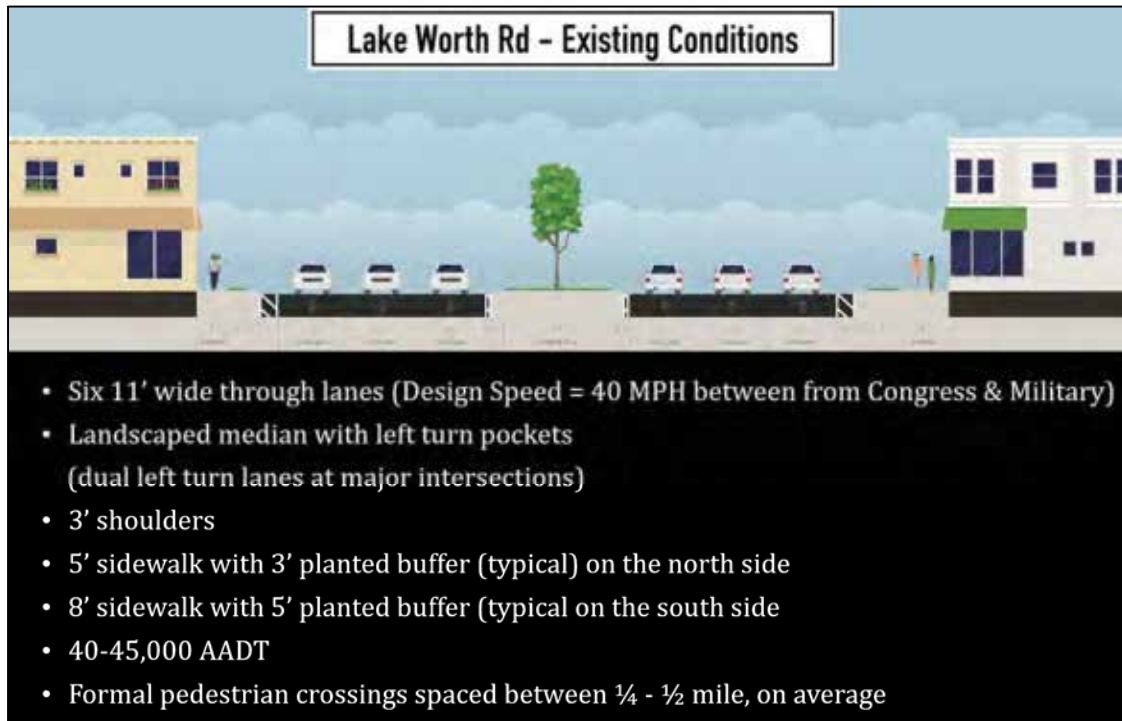 Lake Worth Rd – Existing Conditions
• Six 11’ wide through lanes (Design Speed = 40 MPH between from Congress & Military)
• Landscaped median with left turn pockets
(dual left turn lanes at major intersections)
• 3’ shoulders
• 5’ sidewalk with 3’ planted buffer (typical) on the north side
• 8’ sidewalk with 5’ planted buffer (typical on the south side
• 40-45,000 AADT
• Formal pedestrian crossings spaced between ¼ - ½ mile, on average